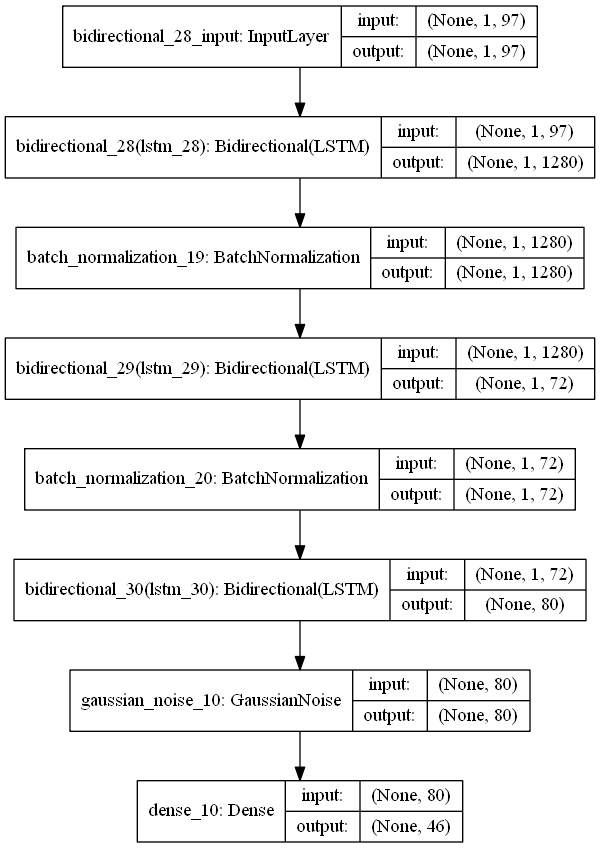 bidirectional_28_input: InputLayer
input: (None, 1, 97)
output: (None, 1, 97)
bidirectional_28(lstm_28): Bidirectional(LSTM)
input: (None, 1, 97)
output: (None, 1, 1280)
batch_normalization_19: BatchNormalization
input: (None, 1, 1280)
output: (None, 1, 1280)
bidirectional_29(lstm_29): Bidirectional(LSTM)
input: (None, 1, 1280)
output: (None, 1, 72)
batch_normalization_20: BatchNormalization
input: (None, 1, 72)
output: (None, 1, 72)
bidirectional_30(lstm_30): Bidirectional(LSTM)
input: (None, 1, 72)
output: (None, 80)
gaussian_noise_10: GaussianNoise
input: (None, 80)
output: (None, 80)
dense_10: Dense
input: (None, 80)
output: (None, 46)